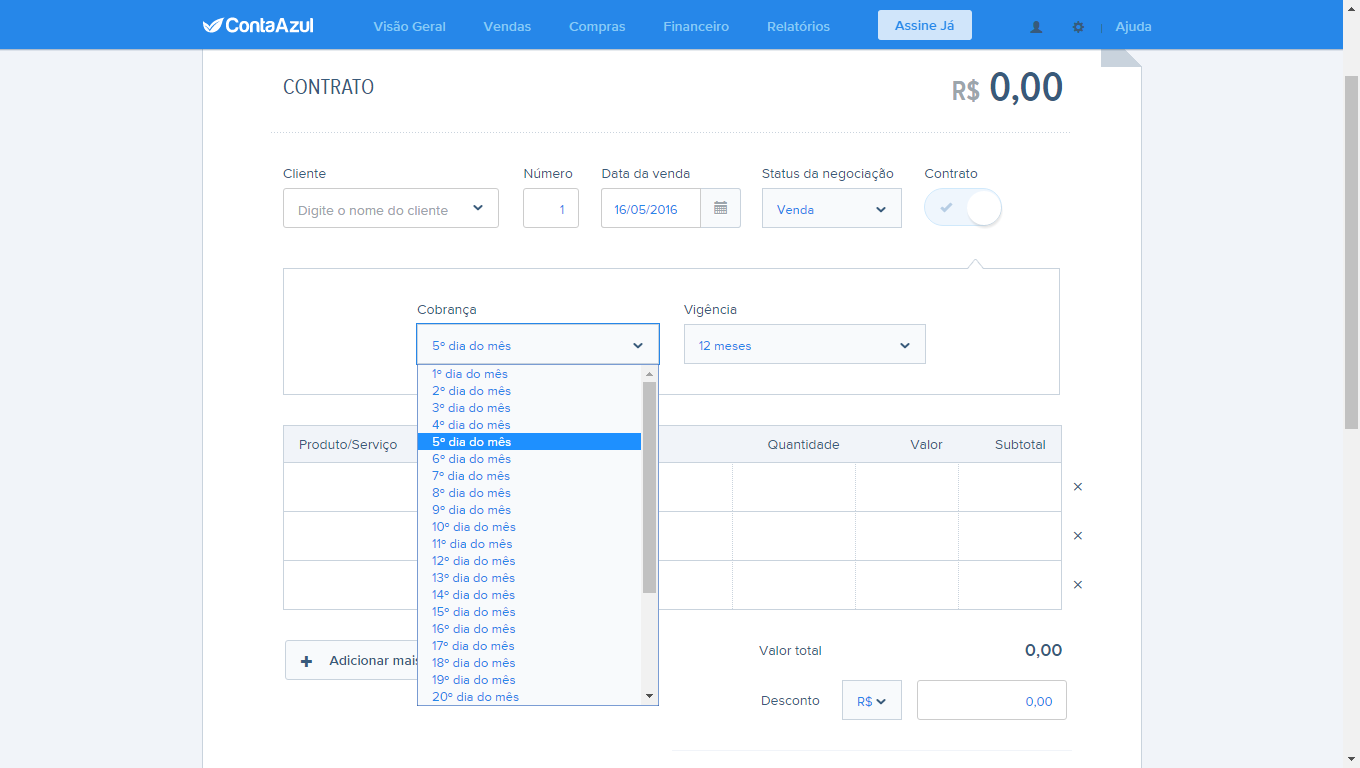 ContaAzul Visão Geral Vendas Compras Financeiro Relatórios Assine Já Ajuda
CONTRATO R$ 0,00
Cliente Número Data da venda Status da negociação Contrato
Digite o nome do cliente 1 16/05/2016 Venda
Cobrança Vigência
5º dia do mês 12 meses
1º dia do mês
2º dia do mês
3º dia do mês
4º dia do mês
5º dia do mês
6º dia do mês
7º dia do mês
8º dia do mês
9º dia do mês
10º dia do mês
11º dia do mês
12º dia do mês
13º dia do mês
14º dia do mês
15º dia do mês
16º dia do mês
17º dia do mês
18º dia do mês
19º dia do mês
20º dia do mês
Produto/Serviço Quantidade Valor Subtotal
Adicionar mais
Valor total 0,00
Desconto R$ 0,00